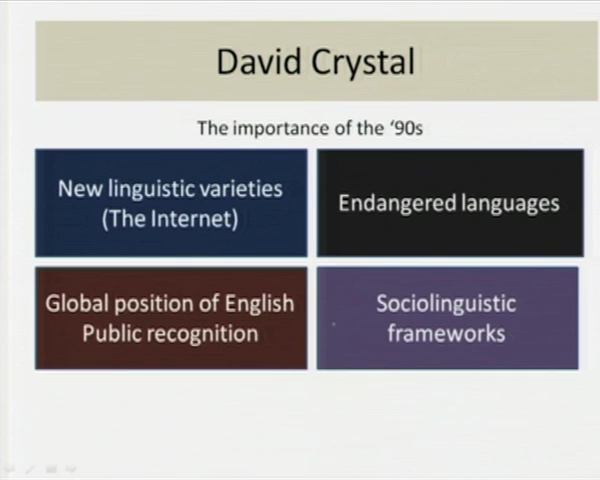 David Crystal
The importance of the ‘90s
New linguistic varieties
(The Internet)
Endangered languages
Global position of English
Public recognition
Sociolinguistic
frameworks